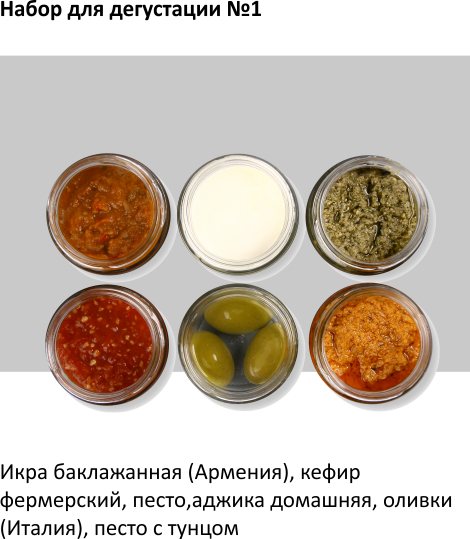 Набор для дегустации №1
Икра баклажанная (Армения), кефир
фермерский, песто,аджика домашняя, оливки
(Италия), песто с тунцом